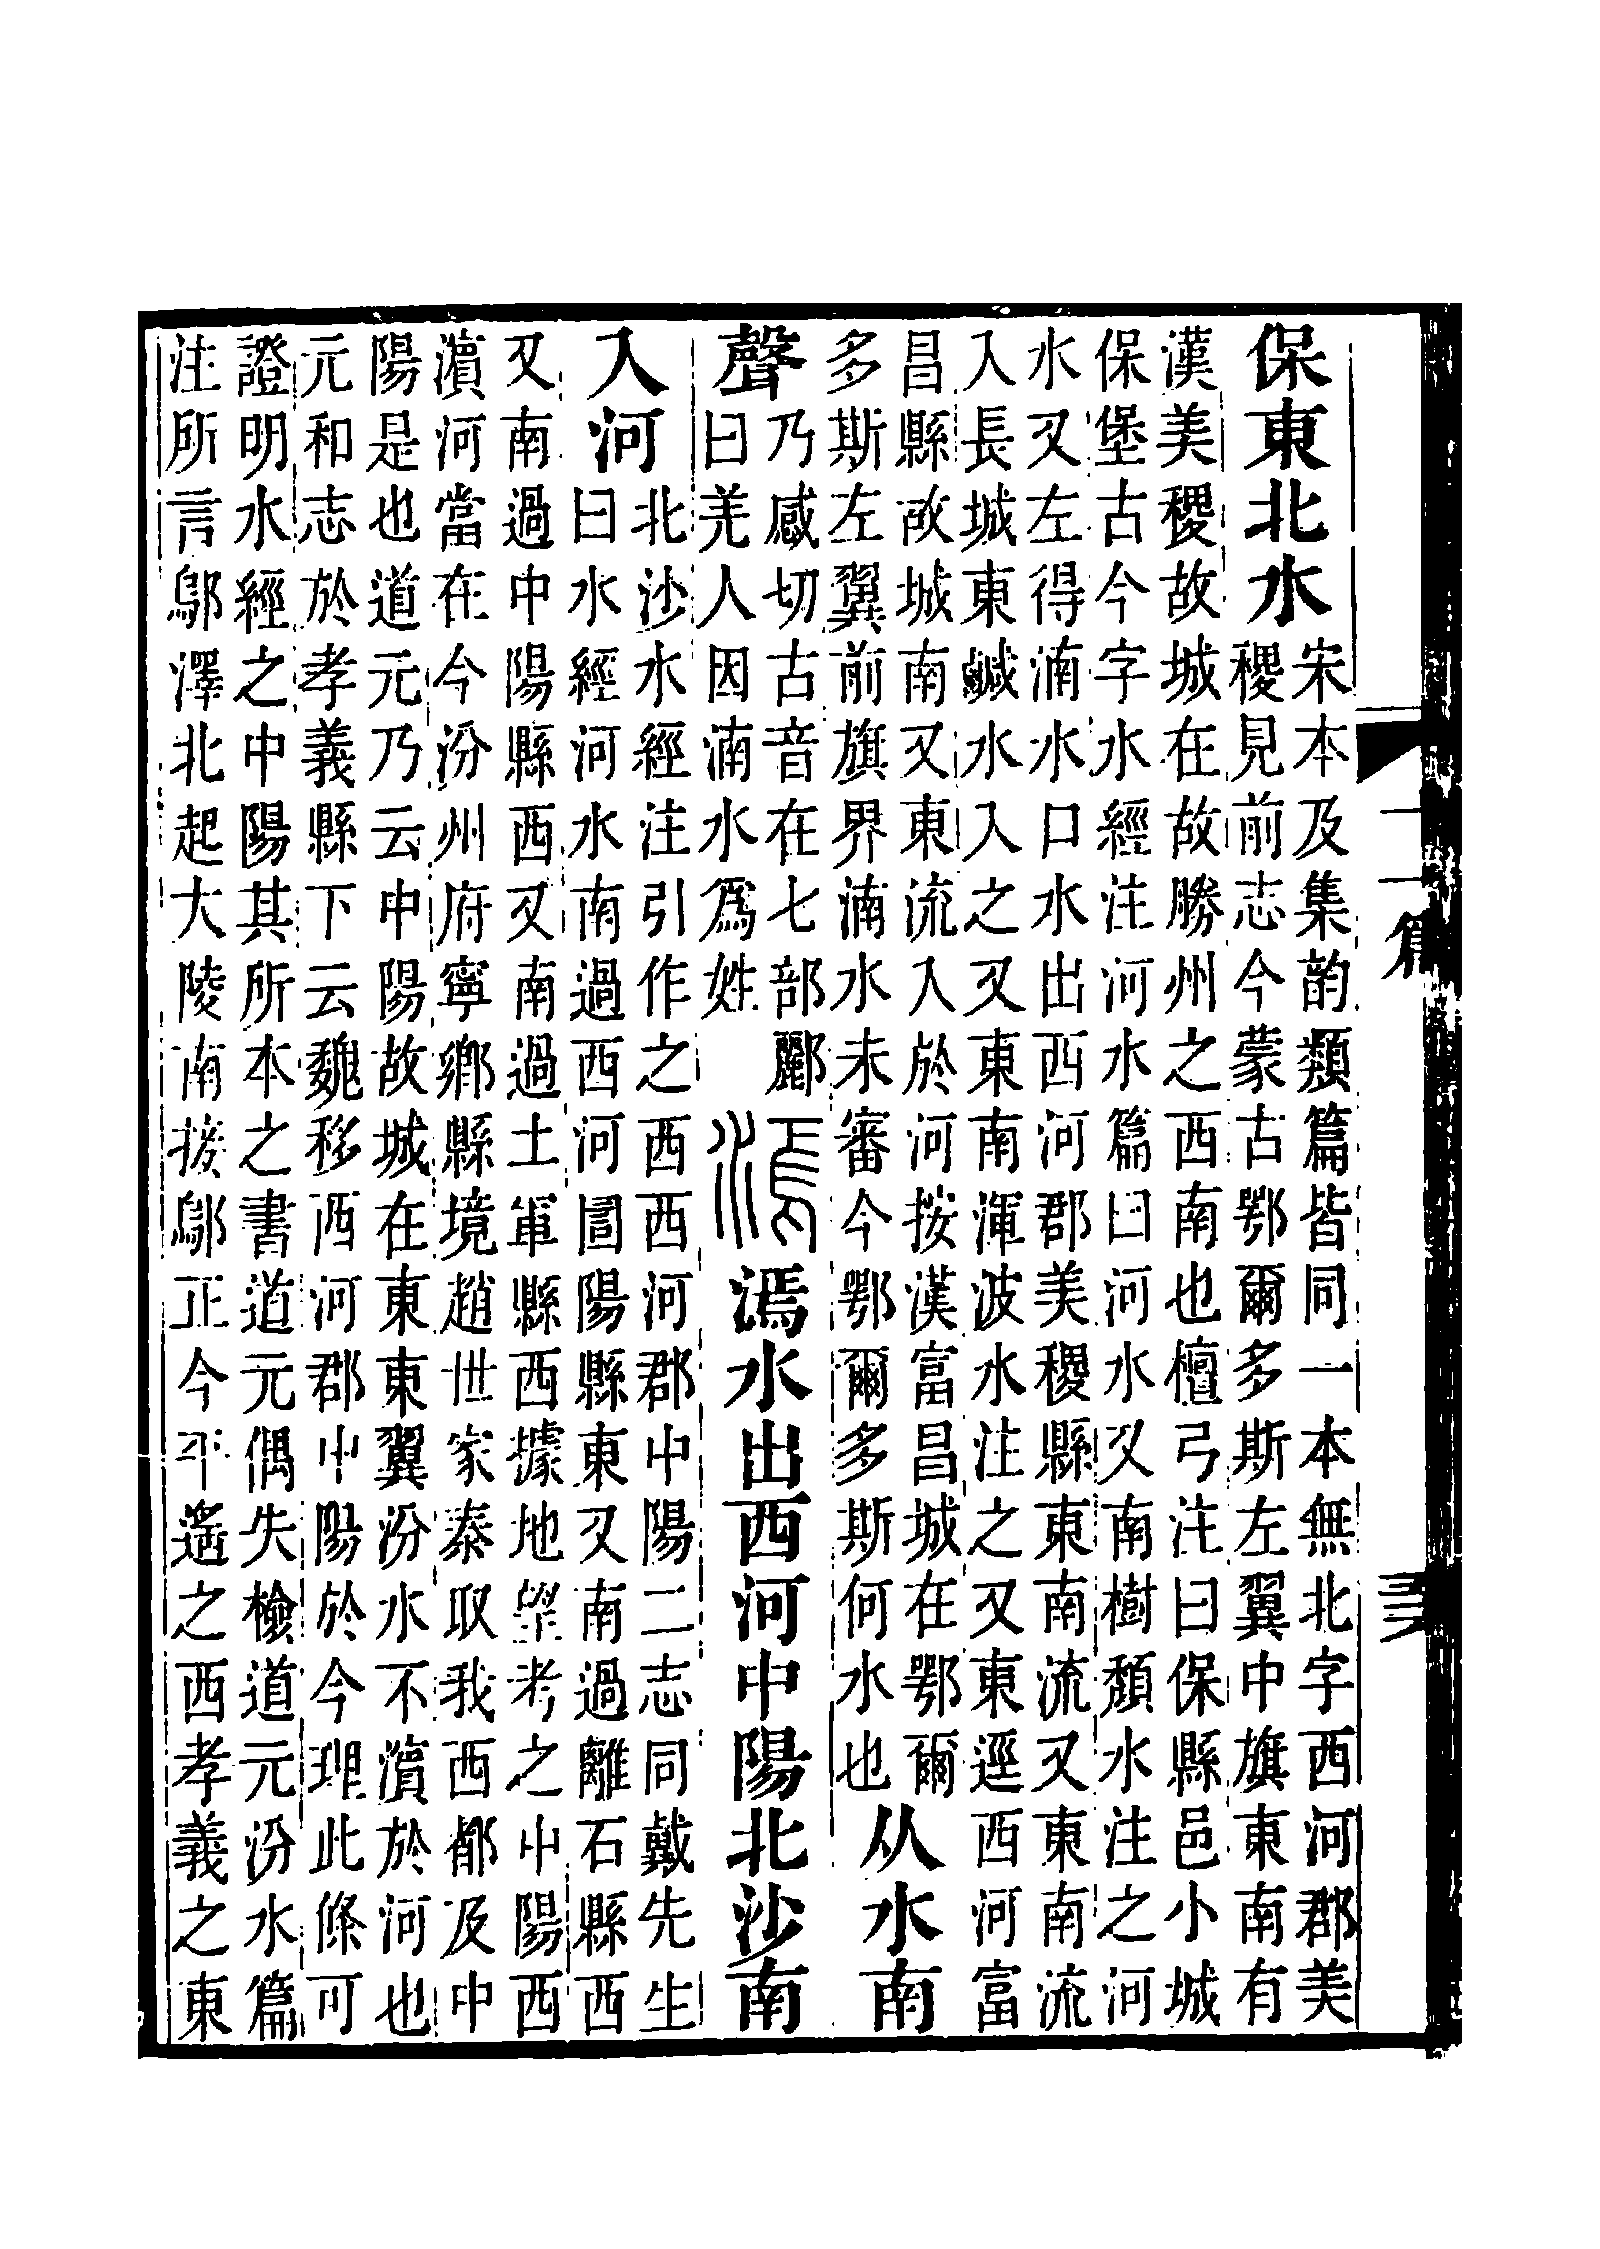 保東北水
宋本及集韵類篇皆同一本無北字西河郡美
稷見前志今蒙古鄂爾多斯左翼中旗東南有
漢美稷故城在故勝州之西南也檀弓注曰保縣邑小城
保堡古今字水經注河水篇曰河水又南樹頹水注之河
水又左得湳水口水出西河郡美稷縣東南流又東南流
入長城東鹹水入之又東南渾波水注之又東逕西河富
昌縣故城南又東流入於河按漢富昌城在鄂爾
多斯左翼前旗界湳水未審今鄂爾多斯何水也
从水南
聲
乃感切古音在七部酈
曰羌人因湳水爲姓
漹水出西河中陽北沙南
入河
北沙水經注引作之西西河郡中陽二志同戴先生
曰水經河水南過西河圁陽縣東又南過離石縣西
又南過中陽縣西又南過土軍縣西據地望考之中陽西
濱河當在今汾州府寧鄉縣境趙世家秦取我西都及中
陽是也道元乃云中陽故城在東東翼汾水不濱於河也
元和志於孝義縣下云魏移西河郡中陽於今理此條可
證明水經之中陽其所本之書道元偶失檢道元汾水篇
注所言鄔澤北起大陵南接鄔正今平遙之西孝義之東